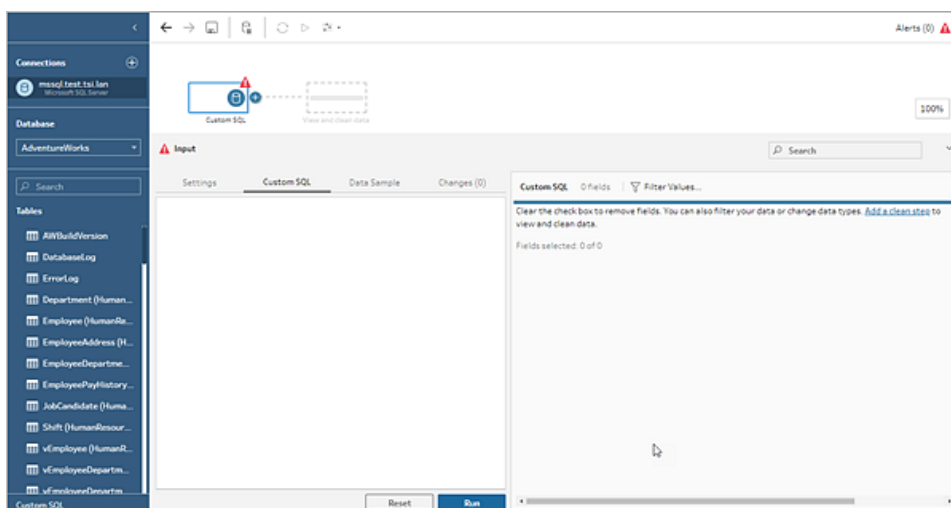 Alerts (0)
Connections
mssql.test.tsi.lan
Microsoft SQL Server
Custom SQL
View and clean data
100%
Database
AdventureWorks
Input
Search
Search
Settings
Custom SQL
Data Sample
Changes (0)
Custom SQL 0 fields Filter Values...
Clear the check box to remove fields. You can also filter your data or change data types. Add a clean step to
view and clean data.
Fields selected: 0 of 0
Tables
AWBuildVersion
DatabaseLog
ErrorLog
Department (Human...
Employee (HumanRe...
EmployeeAddress (H...
EmployeeDepartme...
EmployeePayHistory...
JobCandidate (Huma...
Shift (HumanResour...
vEmployee (HumanR...
vEmployeeDepartm...
vEmployeeDepartm
Custom SQL
Reset
Run